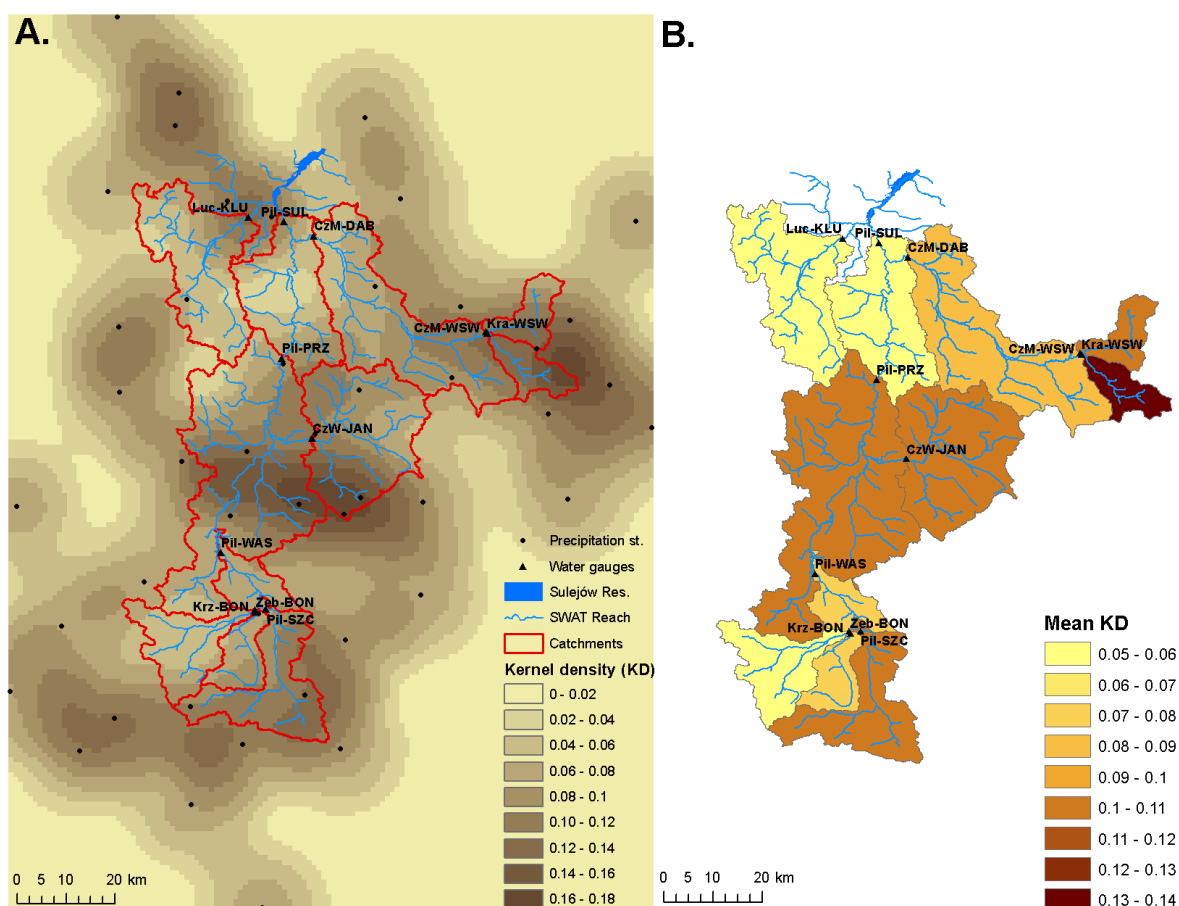 A.
Luc-KLU
Pil-SUL
CzM-DAB
CzM-WSW
Kra-WSW
Pil-PRZ
CzW-JAN
Pil-WAS
Krz-BON
Zeb-BON
Pil-SZC
Precipitation st.
Water gauges
Sulejów Res.
SWAT Reach
Catchments
Kernel density (KD)
0 - 0.02
0.02 - 0.04
0.04 - 0.06
0.06 - 0.08
0.08 - 0.1
0.10 - 0.12
0.12 - 0.14
0.14 - 0.16
0.16 - 0.18
0 5 10 20 km
B.
Luc-KLU
Pil-SUL
CzM-DAB
CzM-WSW
Kra-WSW
Pil-PRZ
CzW-JAN
Pil-WAS
Krz-BON
Zeb-BON
Pil-SZC
Mean KD
0.05 - 0.06
0.06 - 0.07
0.07 - 0.08
0.08 - 0.09
0.09 - 0.1
0.1 - 0.11
0.11 - 0.12
0.12 - 0.13
0.13 - 0.14
0 5 10 20 km